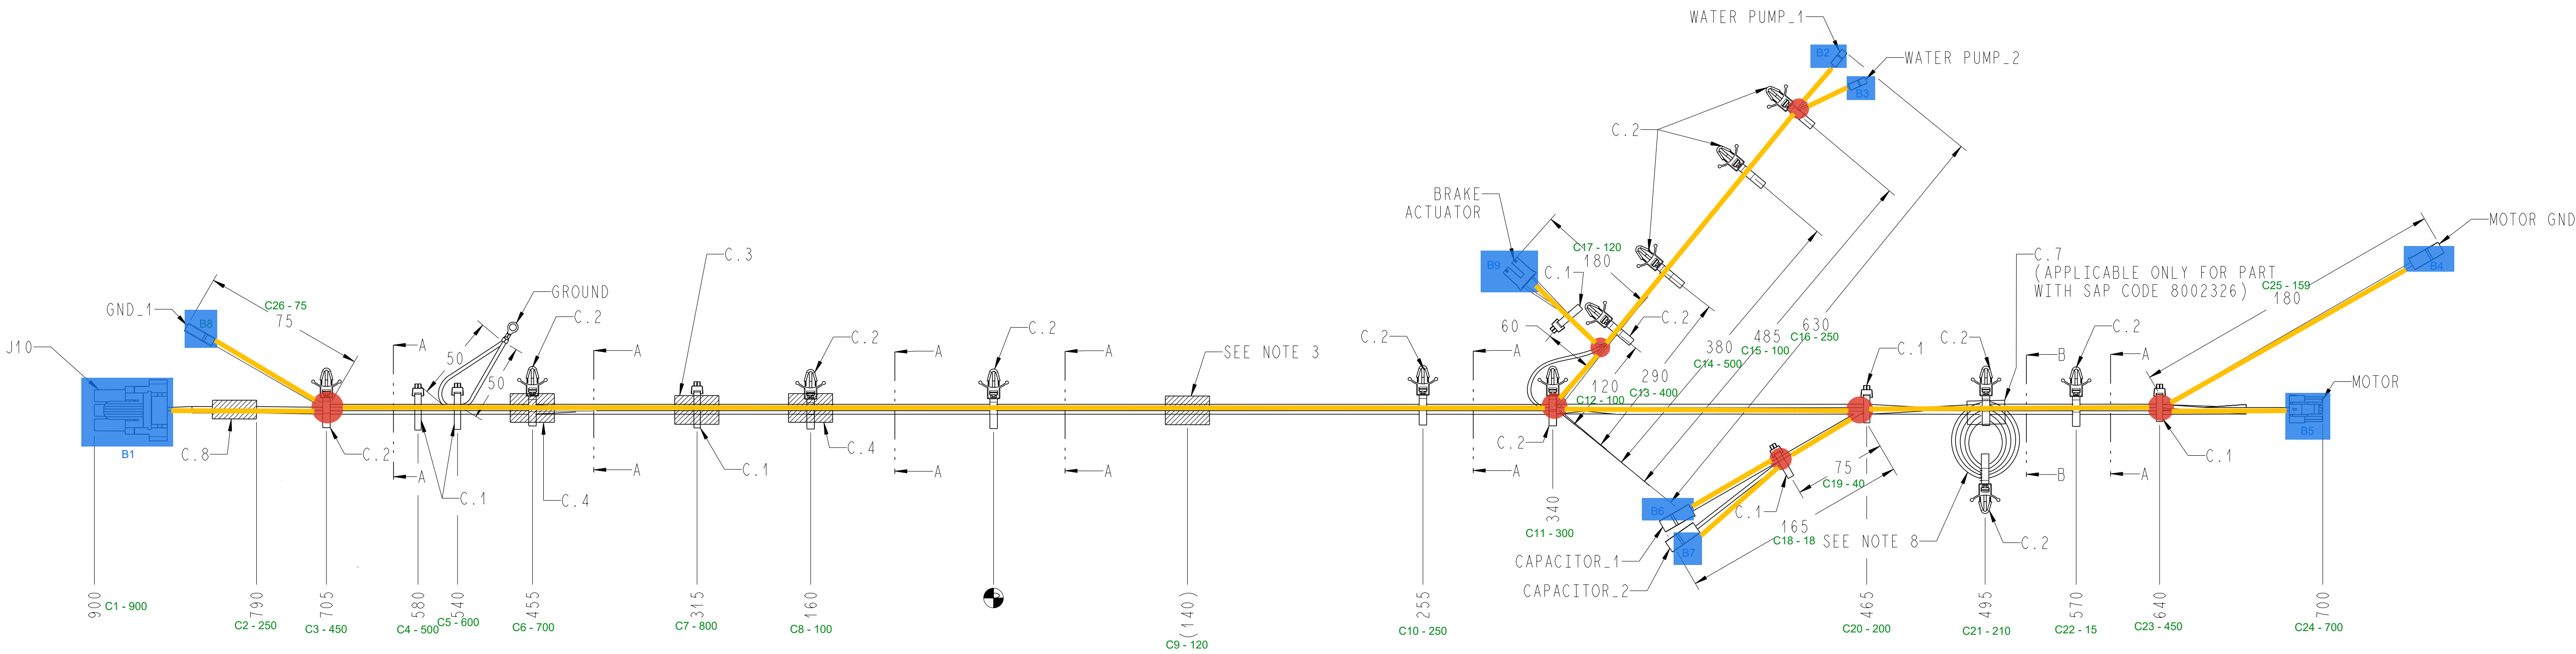 WATER PUMP_1
B2
WATER PUMP_2
B3
C.2
BRAKE
ACTUATOR
C17 - 120
180
B9
C.1
MOTOR GND
B4
C.7
(APPLICABLE ONLY FOR PART
WITH SAP CODE 8002326)
C25 - 159
180
C.3
GROUND
GND_1
C26 - 75
75
B8
C.2
J10
50
50
A
A
C.2
A
C.2
A
A
SEE NOTE 3
C.2
A
60
C.2
630
C16 - 250
485
C15 - 100
380
C14 - 500
290
C13 - 400
120
C12 - 100
C.1
C.2
B
C.2
A
MOTOR
B5
B1
C.8
C.2
A
C.1
C.4
A
C.1
C.4
A
A
A
C.2
C.1
75
C19 - 40
165
C18 - 18
B6
B7
CAPACITOR_1
CAPACITOR_2
SEE NOTE 8
C.2
B
A
C.1
900
C1 - 900
790
C2 - 250
705
C3 - 450
580
C4 - 500
540
C5 - 600
455
C6 - 700
315
C7 - 800
160
C8 - 100
(140)
C9 - 120
255
C10 - 250
340
C11 - 300
465
C20 - 200
495
C21 - 210
570
C22 - 15
640
C23 - 450
700
C24 - 700